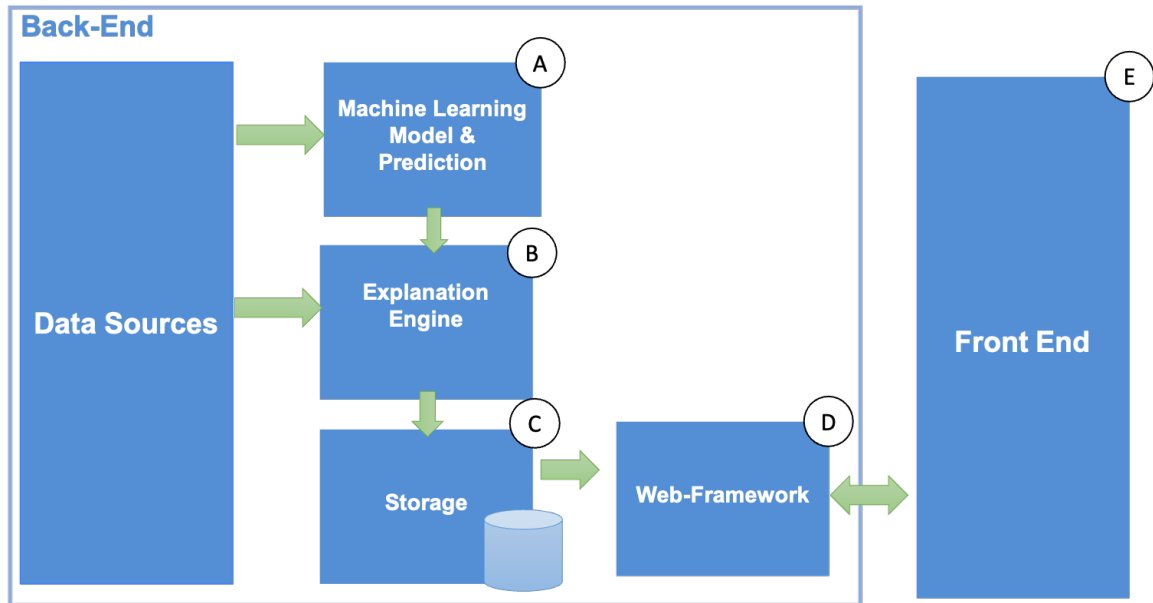 Back-End
Data Sources
A
Machine Learning
Model &
Prediction
B
Explanation
Engine
C
Storage
D
Web-Framework
E
Front End